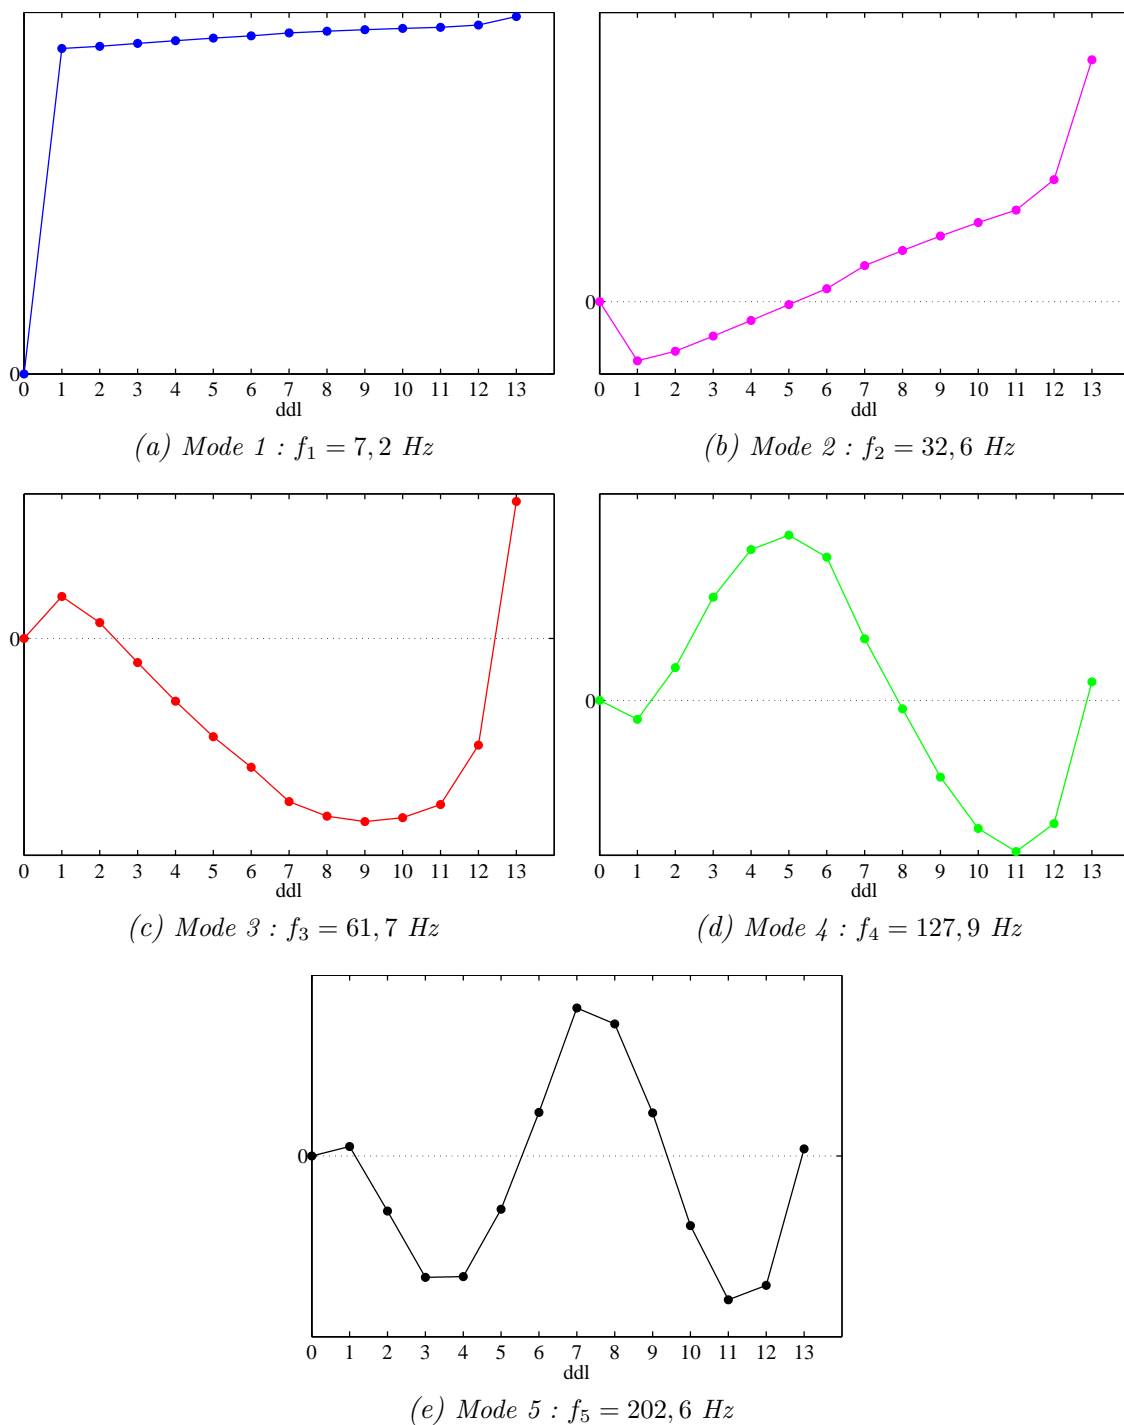 0
0 1 2 3 4 5 6 7 8 9 10 11 12 13
ddl
(a) Mode 1 : f₁ = 7, 2 Hz
0
0 1 2 3 4 5 6 7 8 9 10 11 12 13
ddl
(b) Mode 2 : f₂ = 32, 6 Hz
0
0 1 2 3 4 5 6 7 8 9 10 11 12 13
ddl
(c) Mode 3 : f₃ = 61, 7 Hz
0
0 1 2 3 4 5 6 7 8 9 10 11 12 13
ddl
(d) Mode 4 : f₄ = 127, 9 Hz
0
0 1 2 3 4 5 6 7 8 9 10 11 12 13
ddl
(e) Mode 5 : f₅ = 202, 6 Hz